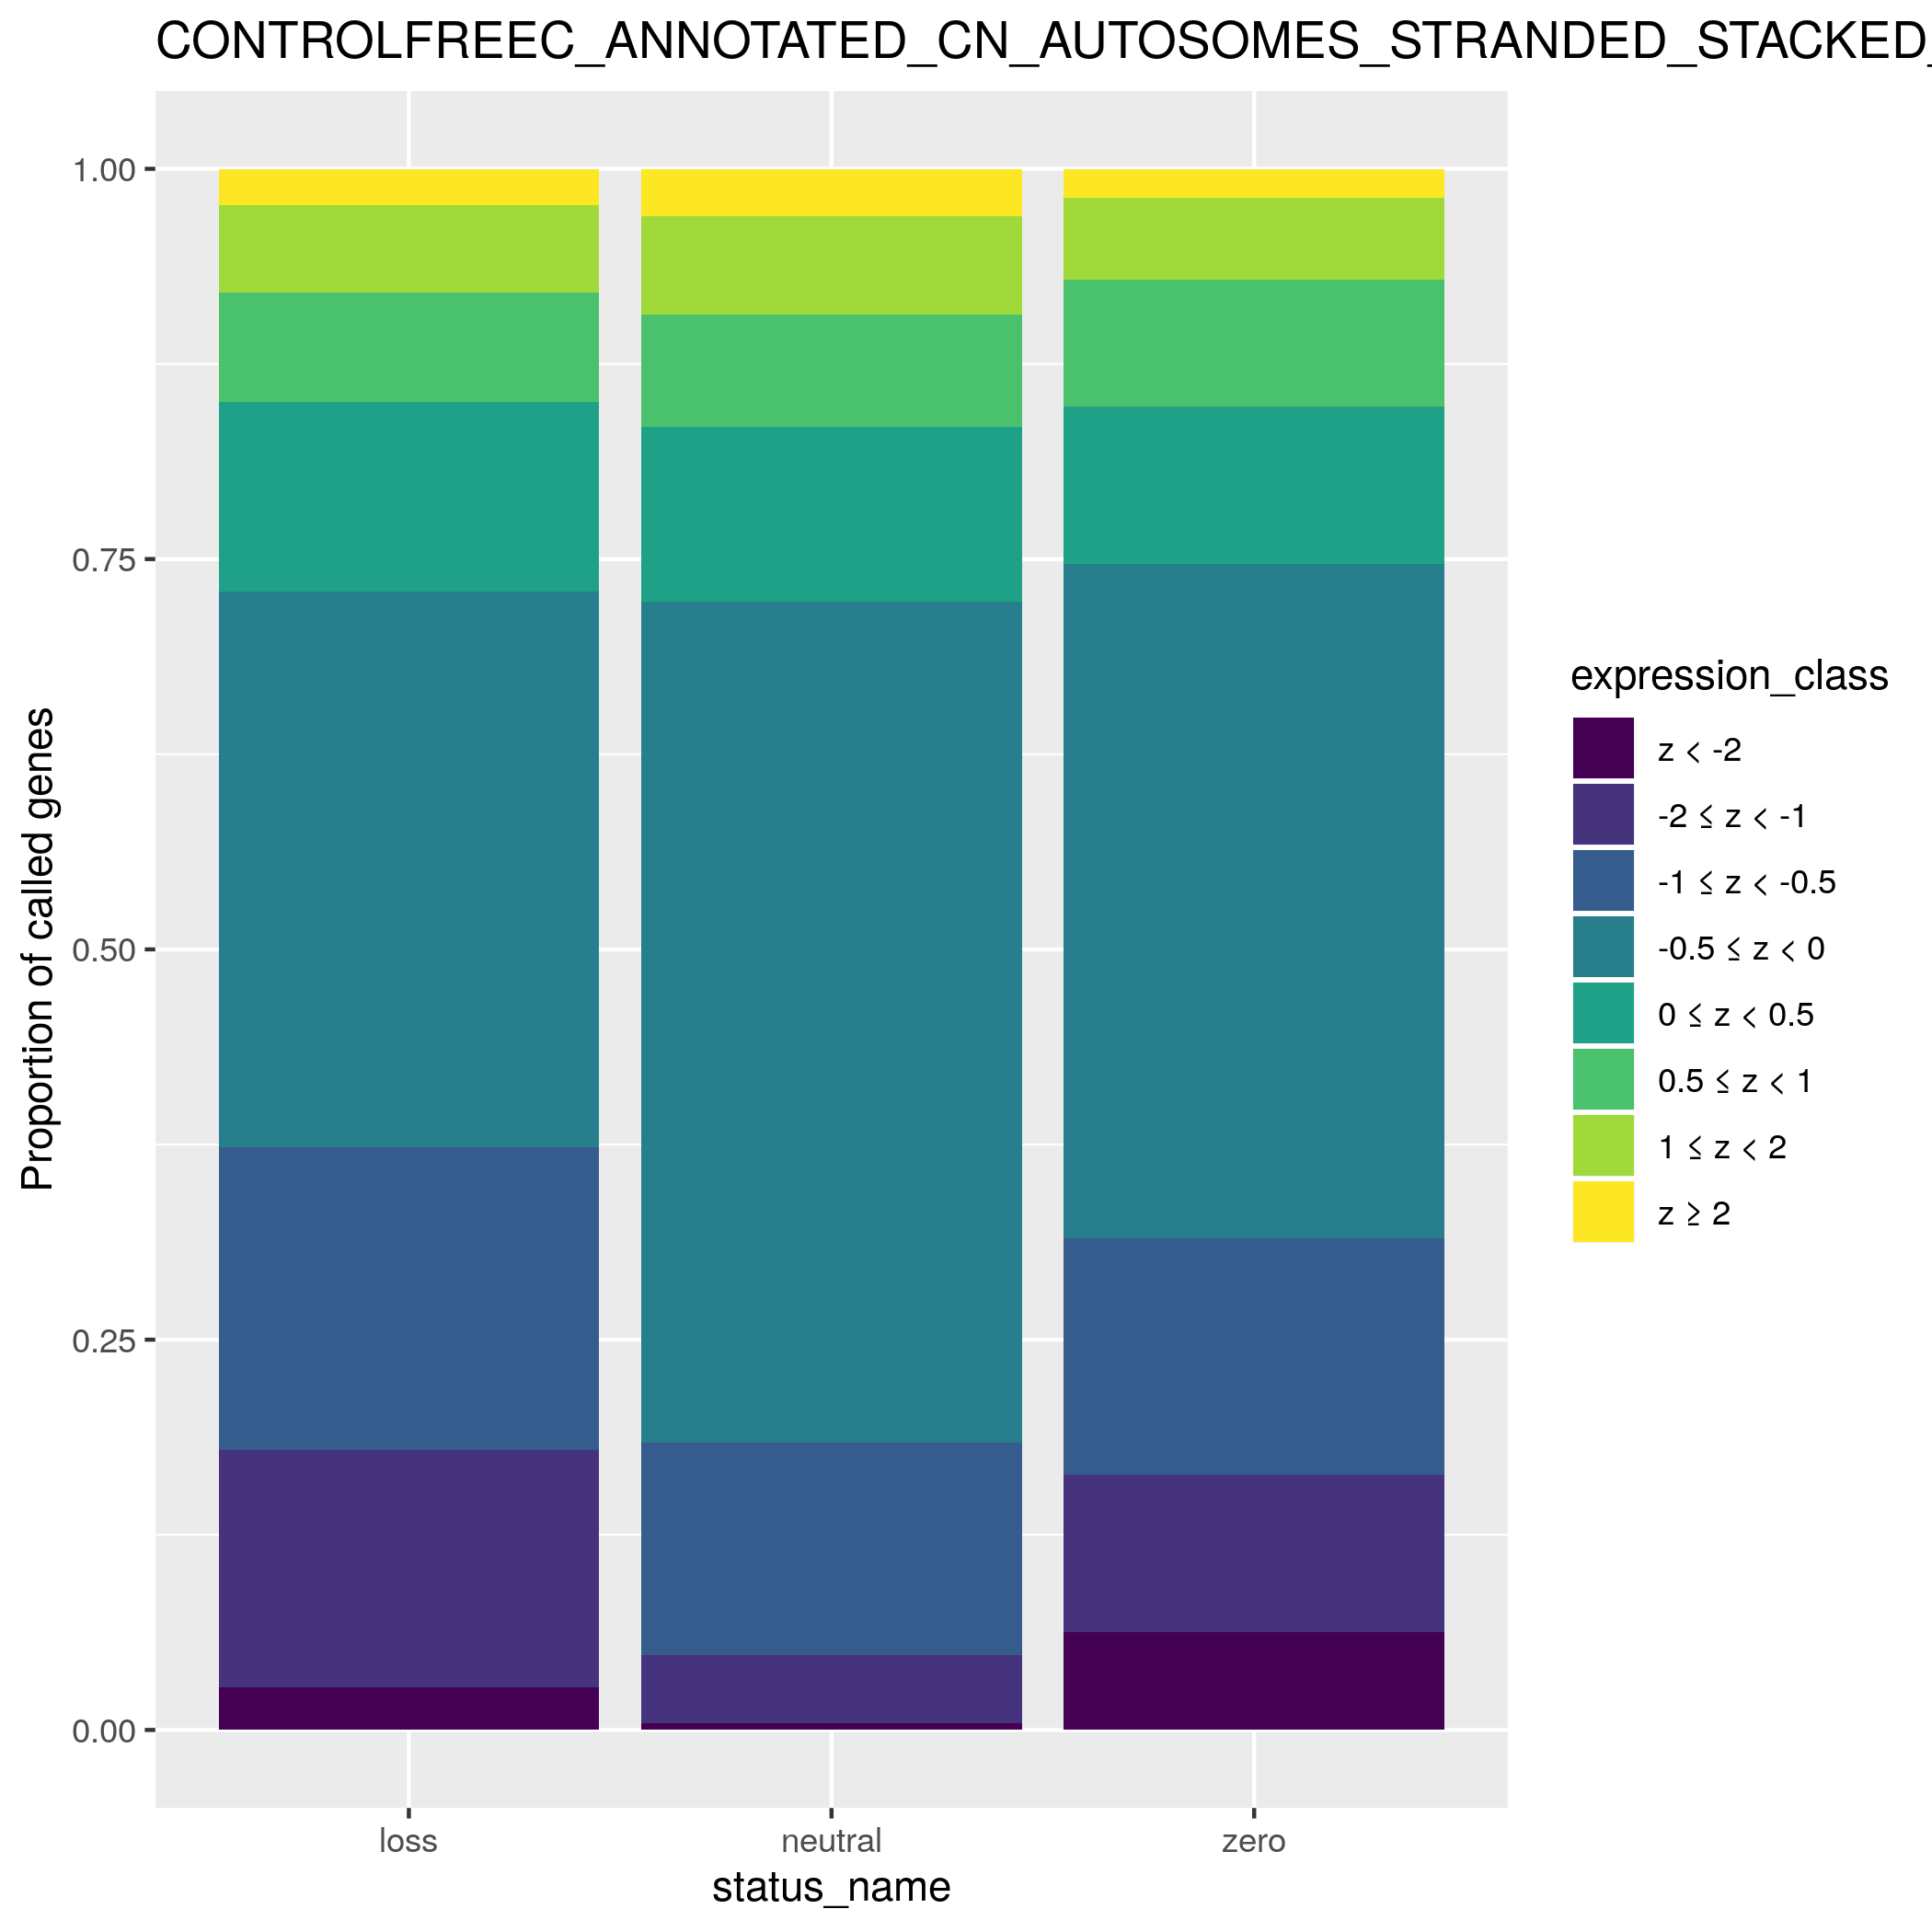 CONTROLFREEC_ANNOTATED_CN_AUTOSOMES_STRANDED_STACKED_
1.00
0.75
0.50
0.25
0.00
Proportion of called genes
loss neutral zero
status_name
expression_class
z < -2
-2 ≤ z < -1
-1 ≤ z < -0.5
-0.5 ≤ z < 0
0 ≤ z < 0.5
0.5 ≤ z < 1
1 ≤ z < 2
z ≥ 2